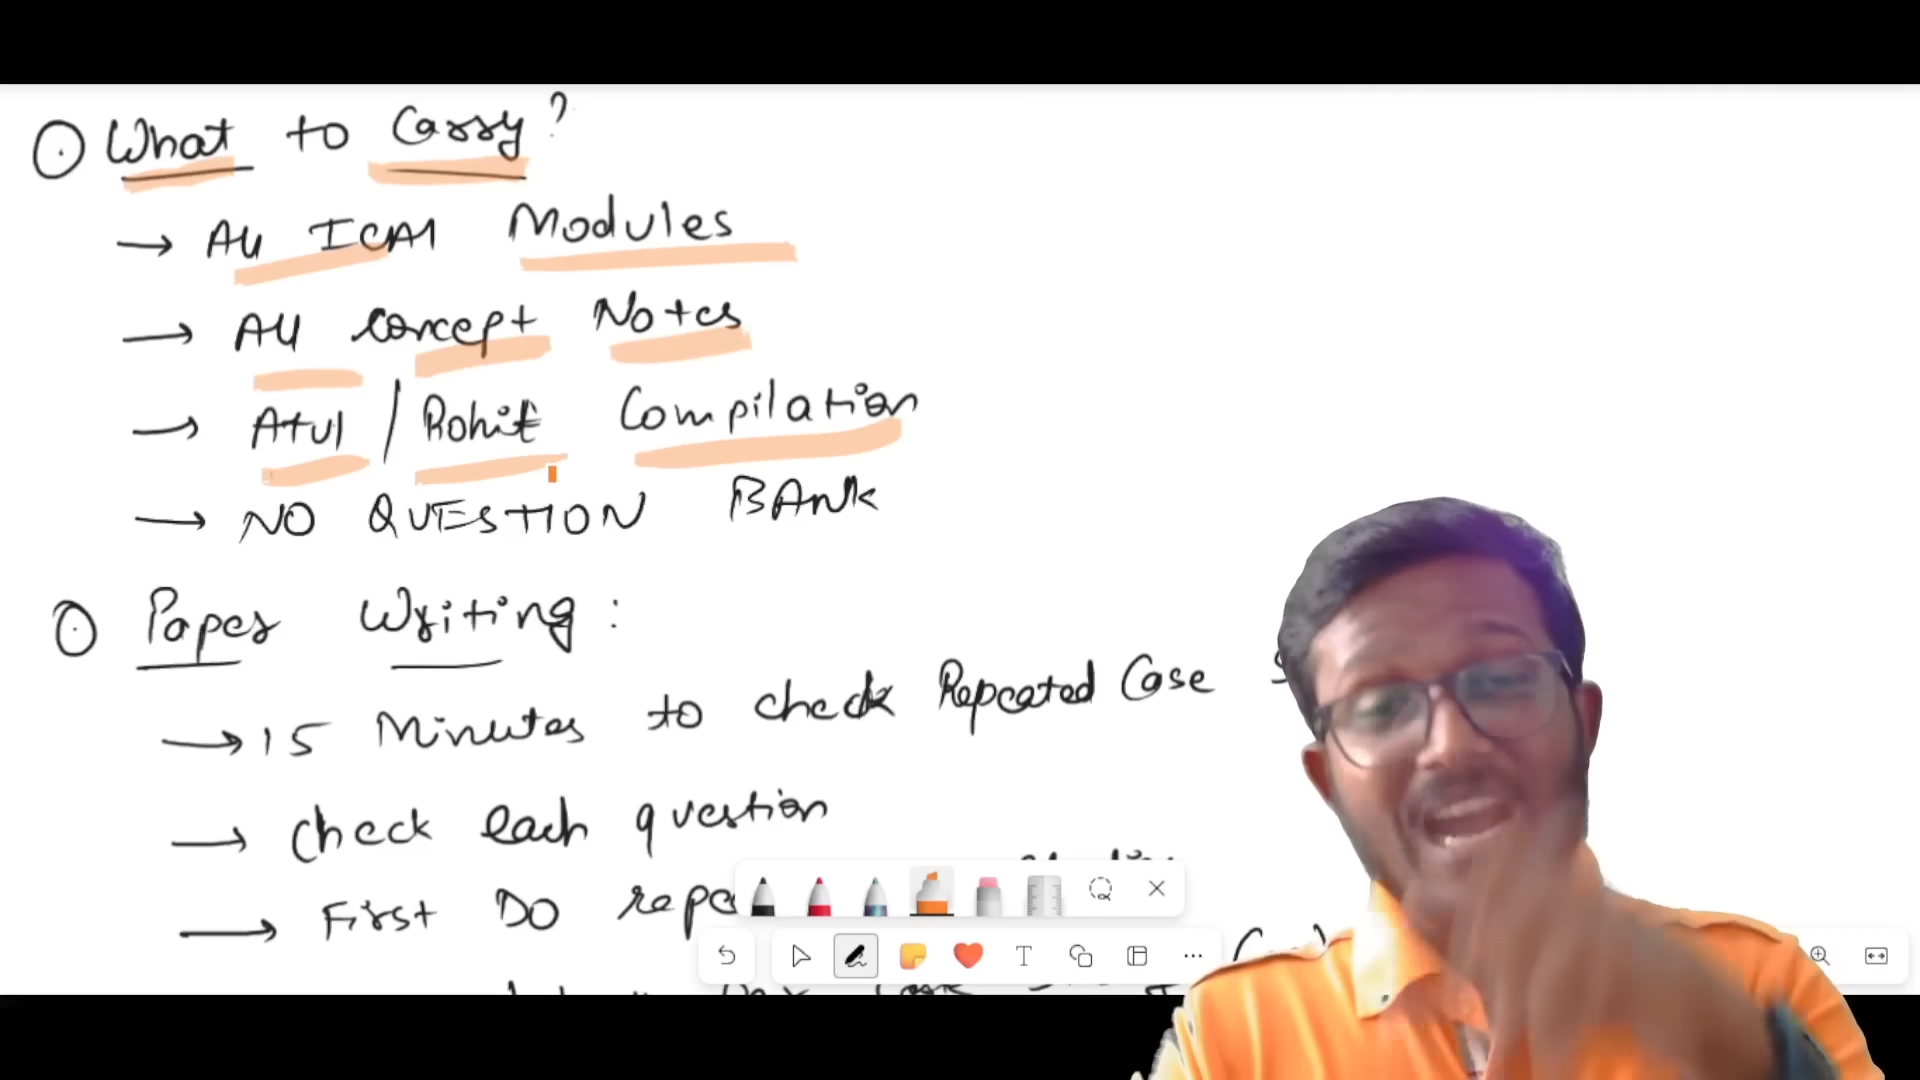 What to Carry?
→ All ICAI Modules
→ All concept Notes
→ Atul / Rohit Compilation
→ NO QUESTION BANK
Paper Writing:
→ 15 Minutes to check Repeated Case
→ Check each question
→ First DO repe